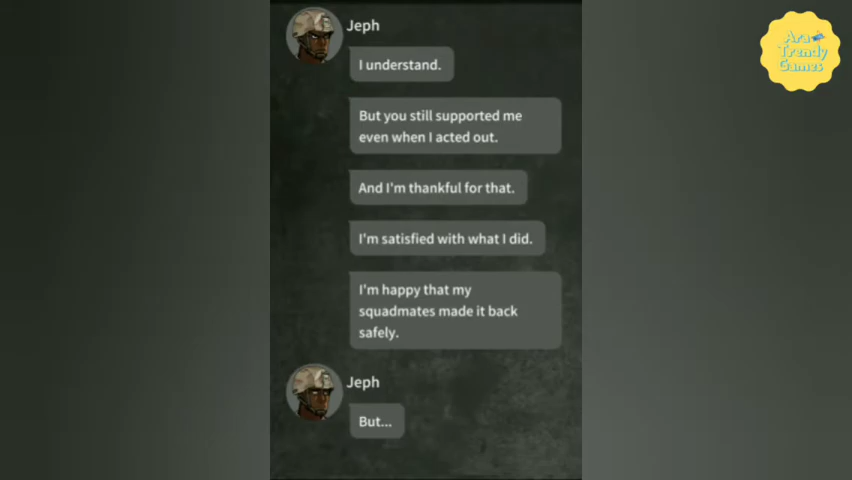 Jeph
I understand.
But you still supported me
even when I acted out.
And I'm thankful for that.
I'm satisfied with what I did.
I'm happy that my
squadmates made it back
safely.
Jeph
But...
Ara
Trendy
Games